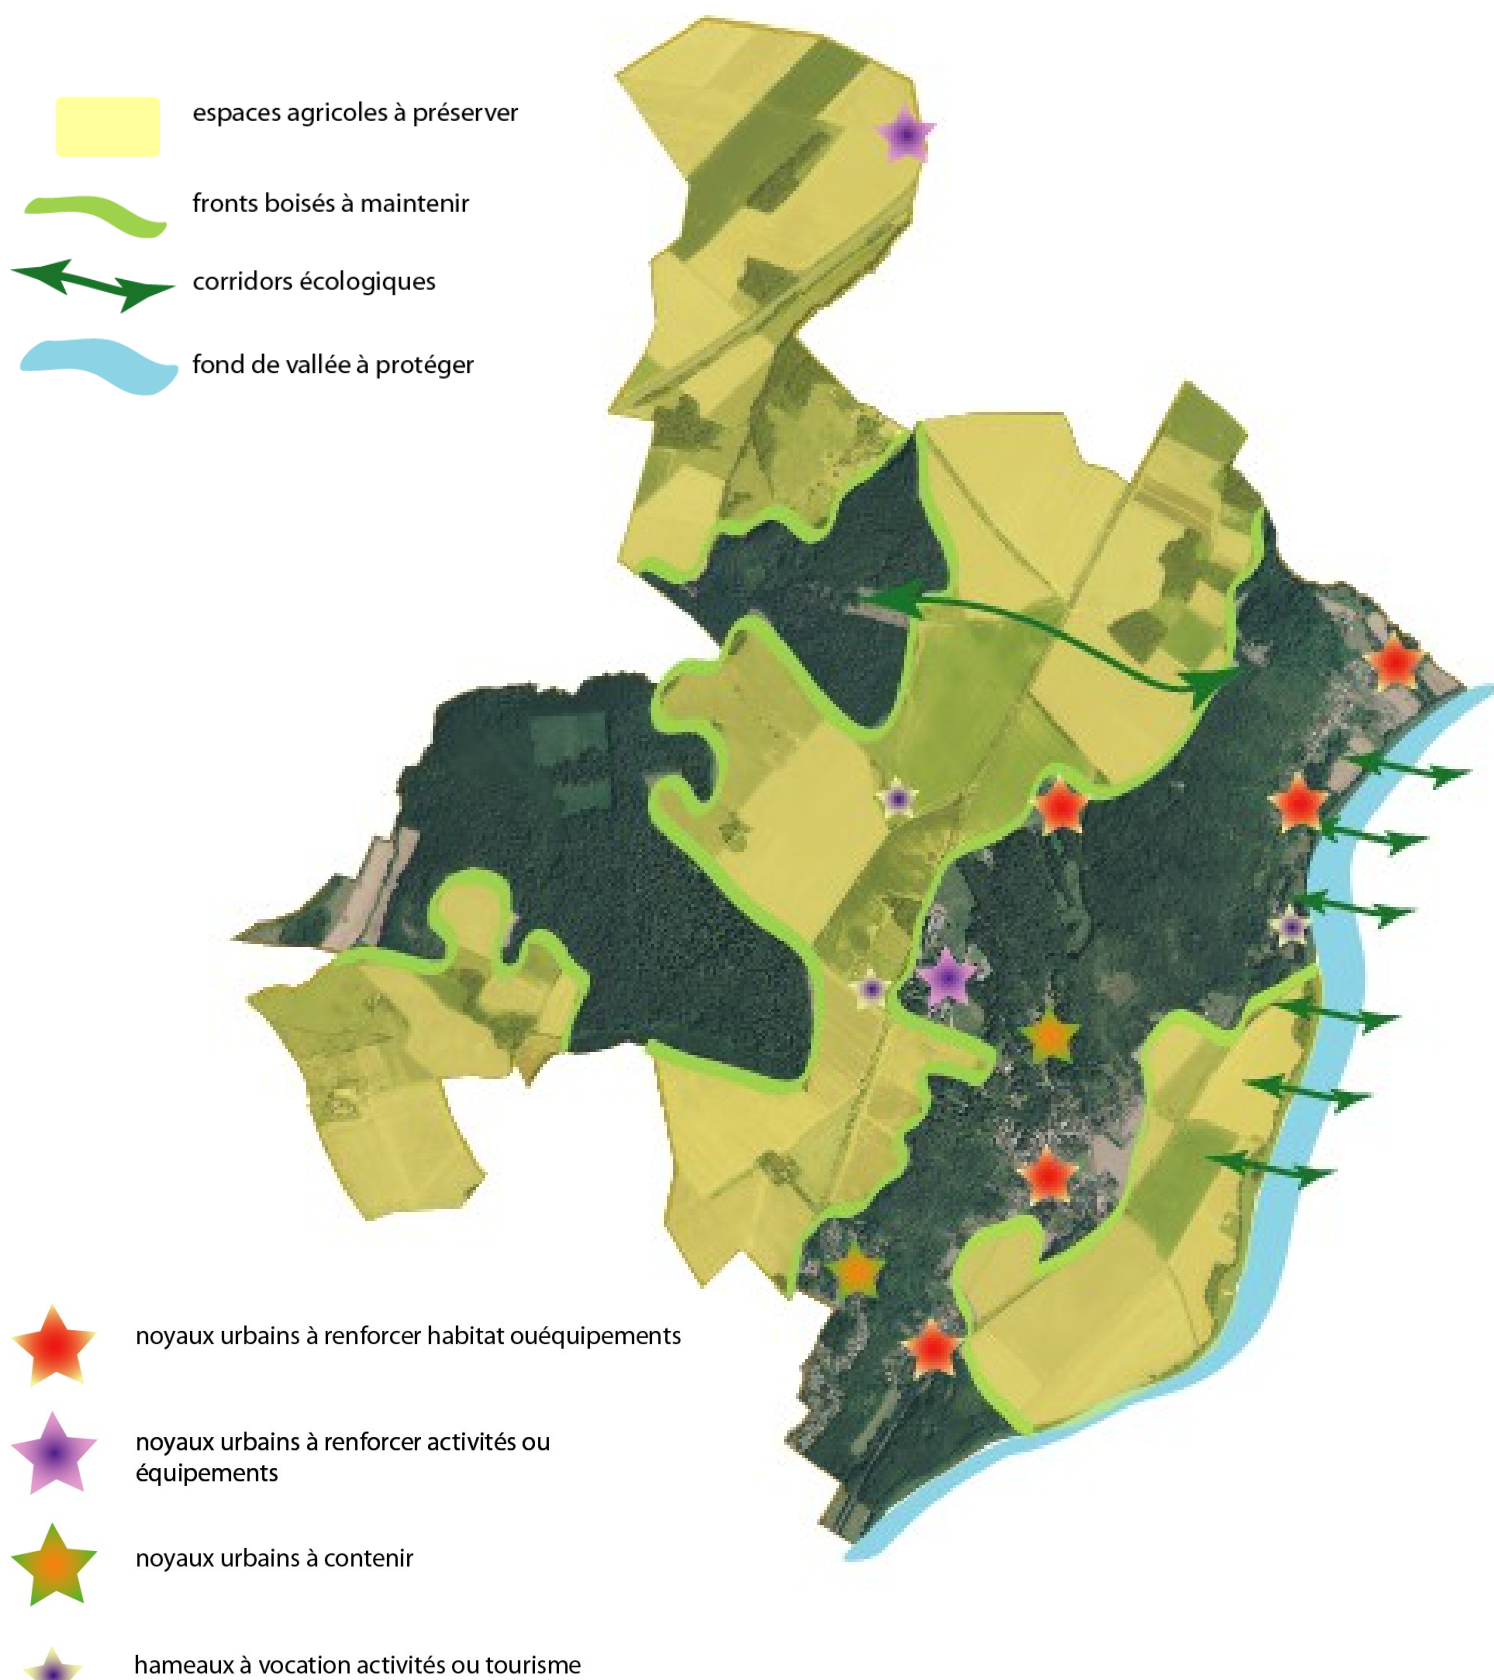 espaces agricoles à préserver
fronts boisés à maintenir
corridors écologiques
fond de vallée à protéger
noyaux urbains à renforcer habitat ouéquipements
noyaux urbains à renforcer activités ou
équipements
noyaux urbains à contenir
hameaux à vocation activités ou tourisme